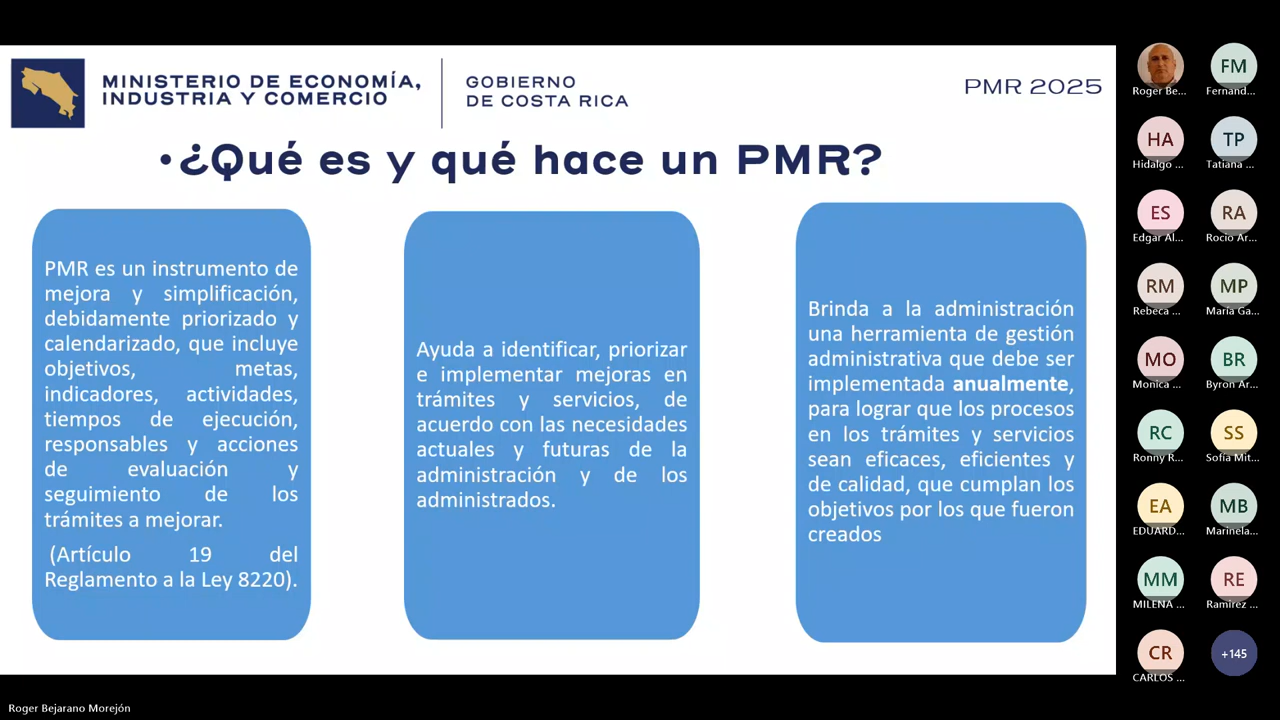 MINISTERIO DE ECONOMÍA,
INDUSTRIA Y COMERCIO
GOBIERNO
DE COSTA RICA
PMR 2025
•¿Qué es y qué hace un PMR?
PMR es un instrumento de
mejora y simplificación,
debidamente priorizado y
calendarizado, que incluye
objetivos, metas,
indicadores, actividades,
tiempos de ejecución,
responsables y acciones
de evaluación y
seguimiento de los
trámites a mejorar.
(Artículo 19 del
Reglamento a la Ley 8220).
Ayuda a identificar, priorizar
e implementar mejoras en
trámites y servicios, de
acuerdo con las necesidades
actuales y futuras de la
administración y de los
administrados.
Brinda a la administración
una herramienta de gestión
administrativa que debe ser
implementada anualmente,
para lograr que los procesos
en los trámites y servicios
sean eficaces, eficientes y
de calidad, que cumplan los
objetivos por los que fueron
creados
Roger Be...
FM
Fernand...
HA
Hidalgo ...
TP
Tatiana ...
ES
Edgar Al...
RA
Rocío Ar...
RM
Rebeca ...
MP
María Ga...
MO
Monica ...
BR
Byron Ar...
RC
Ronny R...
SS
Sofía Mit...
EA
EDUARD...
MB
Marinela...
MM
MILENA ...
RE
Ramirez ...
CR
CARLOS ...
+145
Roger Bejarano Morejón